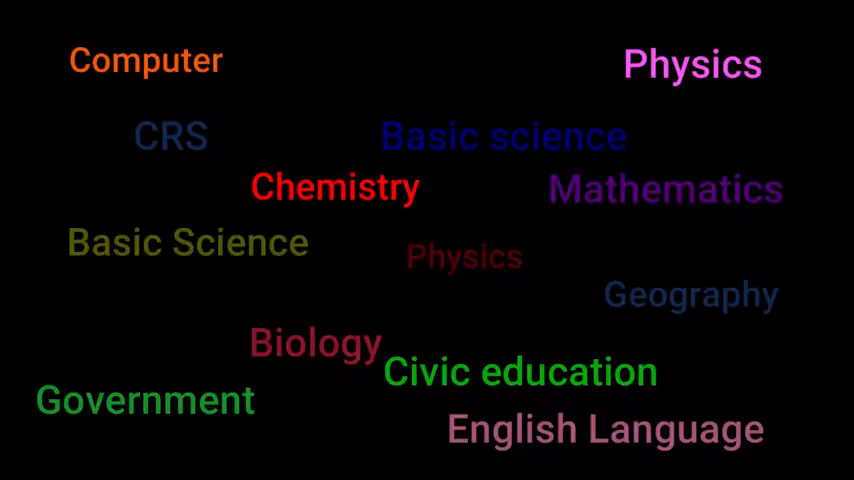 Computer
Physics
CRS
Basic science
Chemistry
Mathematics
Basic Science
Physics
Geography
Biology
Civic education
Government
English Language